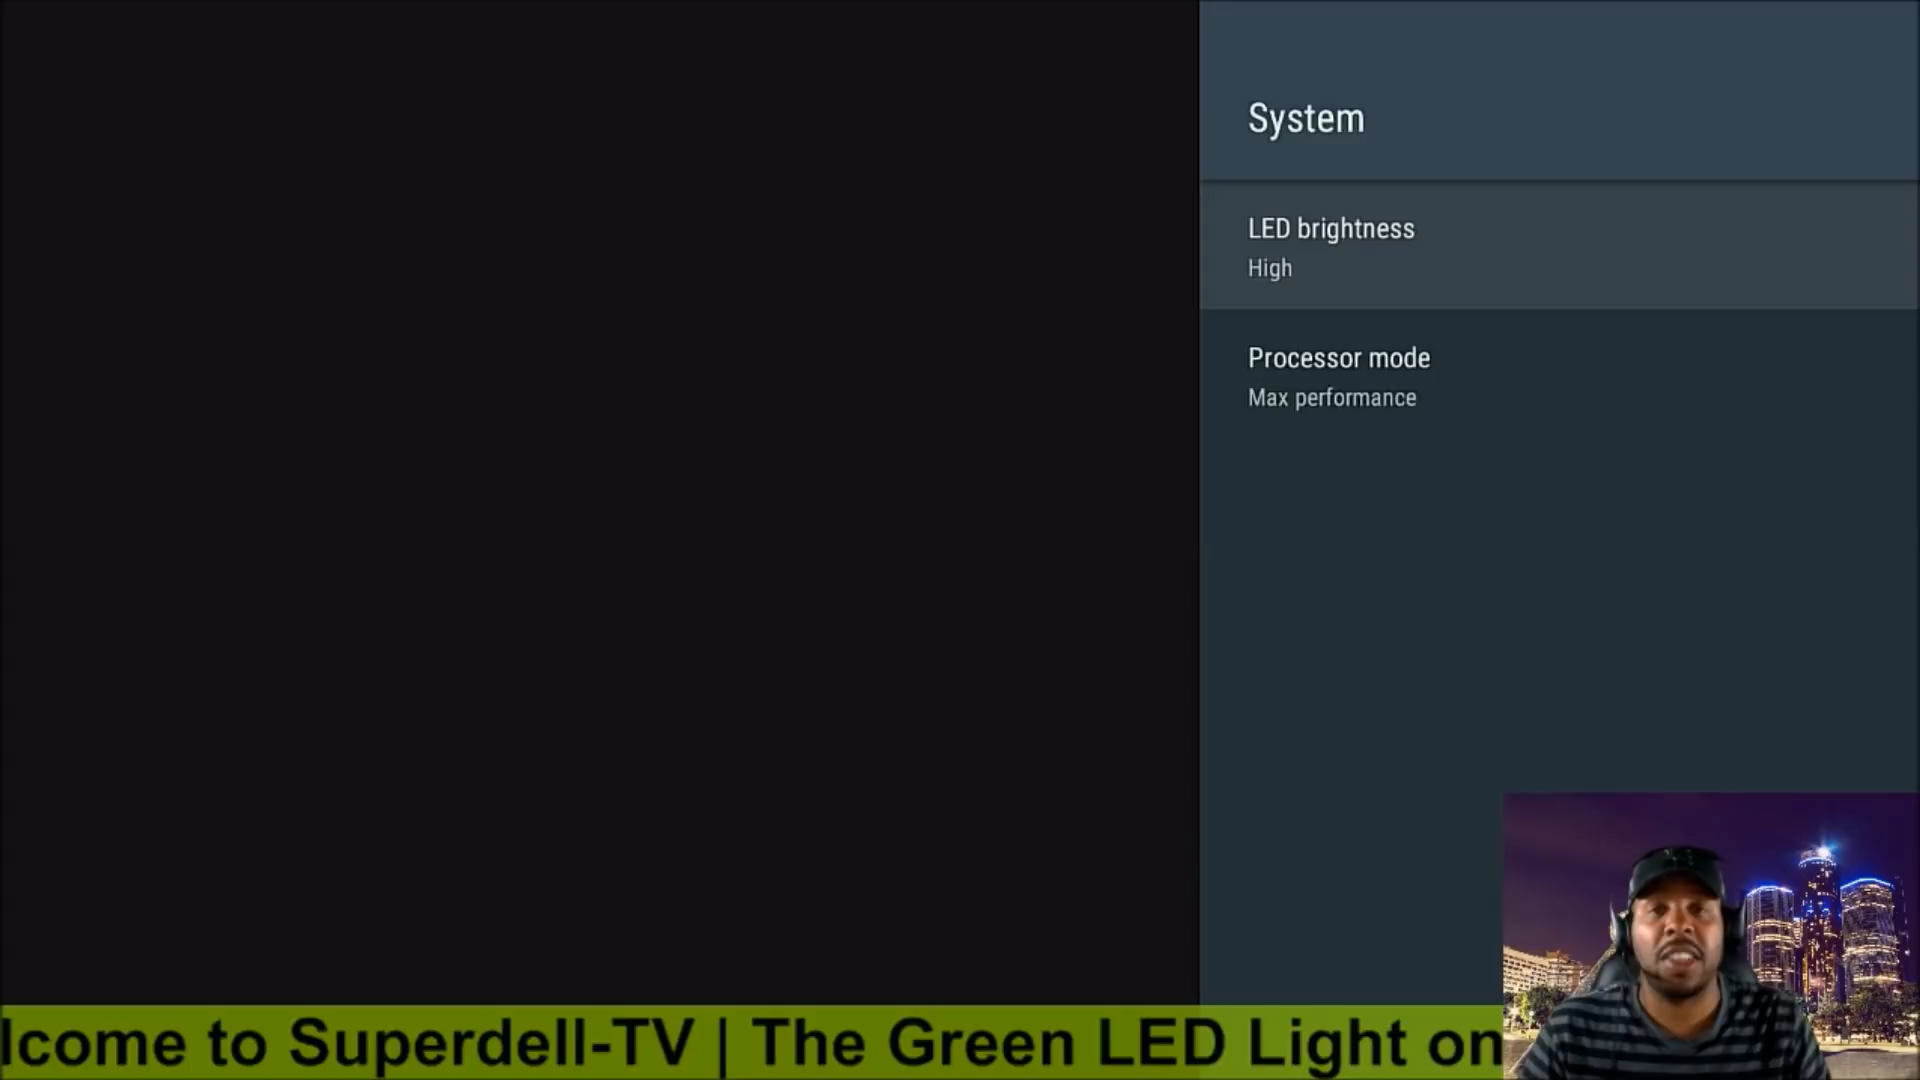 System
LED brightness
High
Processor mode
Max performance
lcome to Superdell-TV | The Green LED Light on